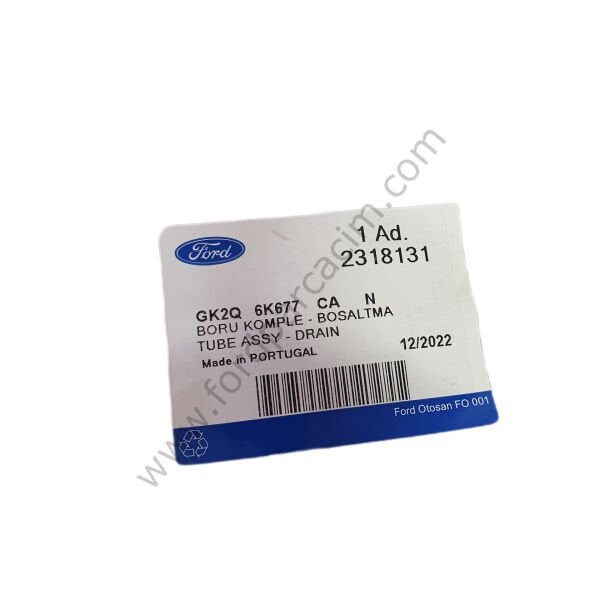 Ford
1 Ad.
2318131
GK2Q 6K677 CA N
BORU KOMPLE - BOSALTMA
TUBE ASSY - DRAIN
Made in PORTUGAL
12/2022
Ford Otosan FO 001
www.fordparcacim.com